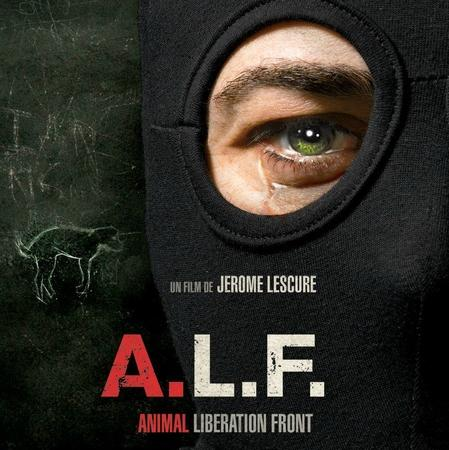 UN FILM DE JEROME LESCURE
A.L.F.
ANIMAL LIBERATION FRONT